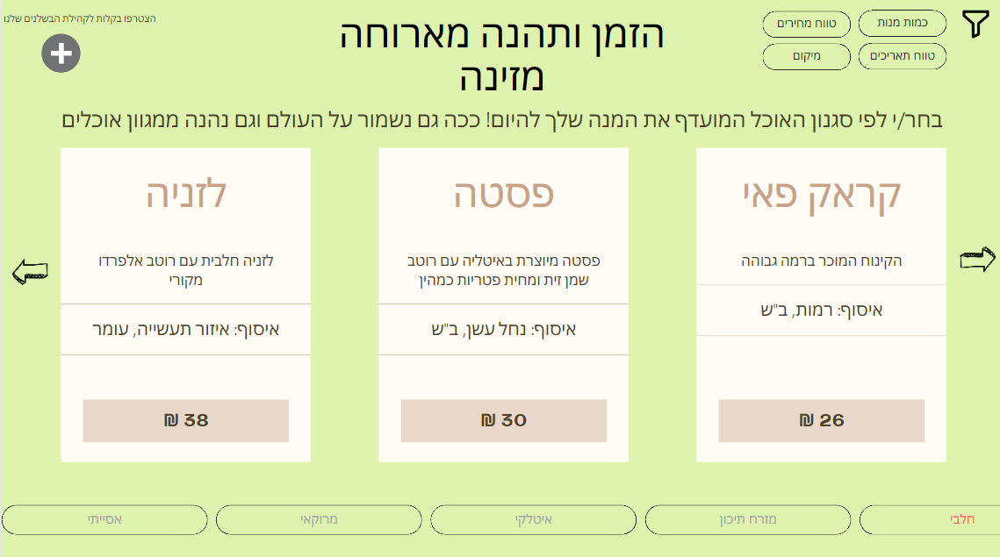 כמות מנות
טווח מחירים
טווח תאריכים
מיקום
הזמן ותהנה מארוחה
מזינה
הצטרפו בקלות לקהילת הבשלנים שלנו
בחר/י לפי סגנון האוכל המועדף את המנה שלך להיום! ככה גם נשמור על העולם וגם נהנה ממגוון אוכלים
קראק פאי
הקינוח המוכר ברמה גבוהה
איסוף: רמות, ב"ש
26 ₪
פסטה
פסטה מיוצרת באיטליה עם רוטב
שמן זית ומחית פטריות כמהין
איסוף: נחל עשן, ב"ש
30 ₪
לזניה
לזניה חלבית עם רוטב אלפרדו
מקורי
איסוף: איזור תעשייה, עומר
38 ₪
חלבי
מזרח תיכון
איטלקי
מרוקאי
אסייתי